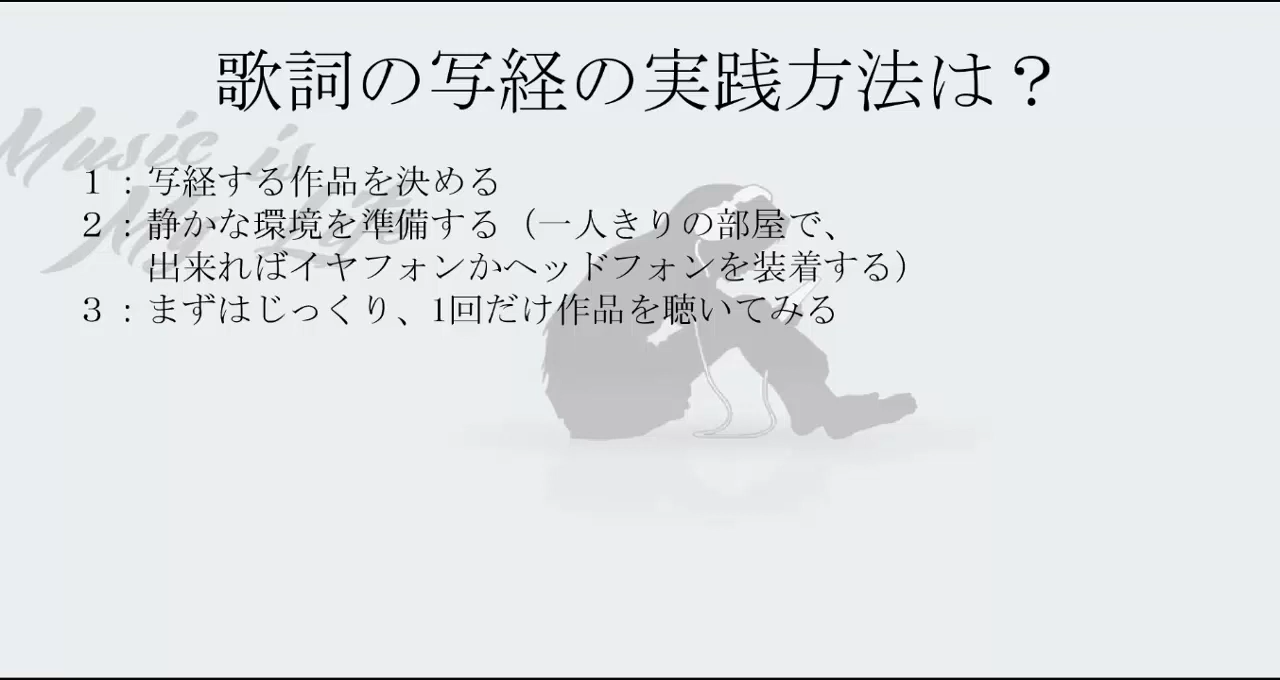 歌詞の写経の実践方法は？
Music is
My Life
１：写経する作品を決める
２：静かな環境を準備する（一人きりの部屋で、
出来ればイヤフォンかヘッドフォンを装着する）
３：まずはじっくり、1回だけ作品を聴いてみる